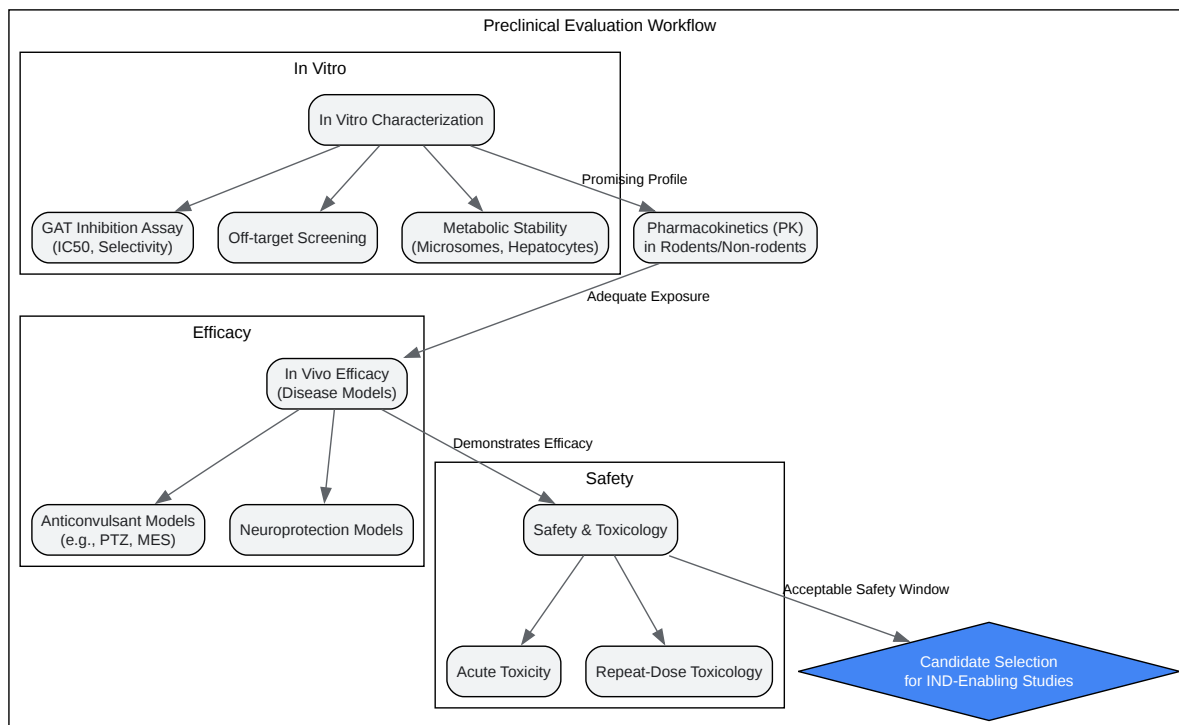 Preclinical Evaluation Workflow
In Vitro
In Vitro Characterization
Promising Profile
GAT Inhibition Assay
(IC50, Selectivity)
Off-target Screening
Metabolic Stability
(Microsomes, Hepatocytes)
Pharmacokinetics (PK)
in Rodents/Non-rodents
Adequate Exposure
Efficacy
In Vivo Efficacy
(Disease Models)
Demonstrates Efficacy
Anticonvulsant Models
(e.g., PTZ, MES)
Neuroprotection Models
Safety
Safety & Toxicology
Acceptable Safety Window
Acute Toxicity
Repeat-Dose Toxicology
Candidate Selection
for IND-Enabling Studies